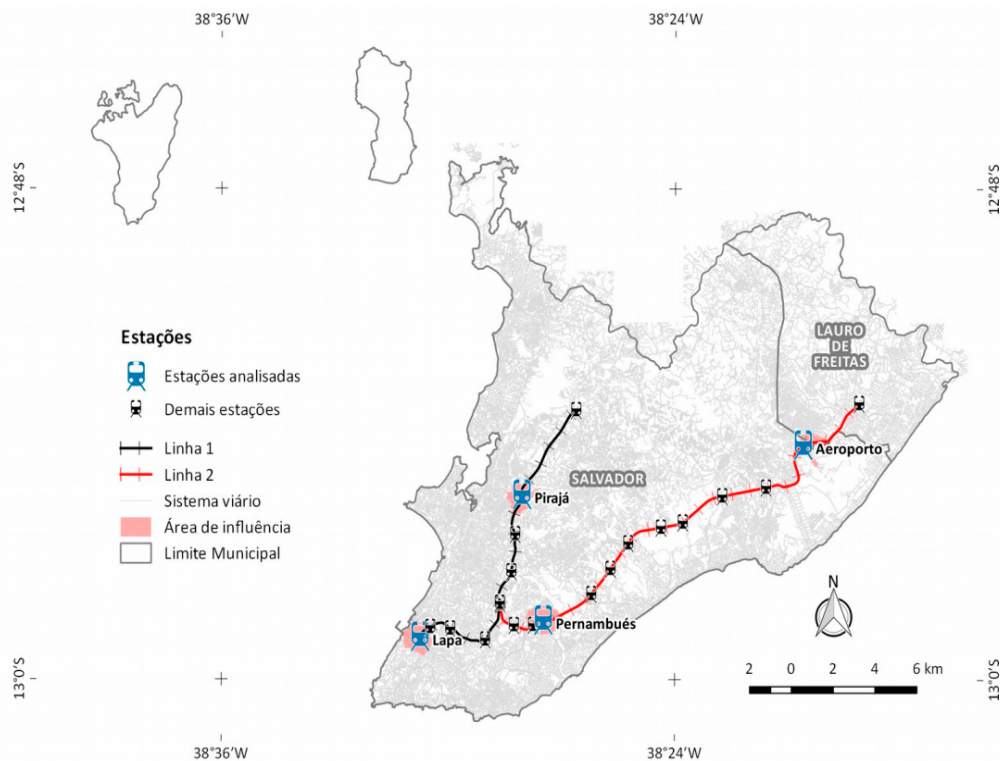 38°36'W
38°24'W
12°48'S
12°48'S
LAURO
DE
FREITAS
Estações
Estações analisadas
Demais estações
Linha 1
Linha 2
Sistema viário
Área de influência
Limite Municipal
Aeroporto
SALVADOR
Pirajá
Pernambués
Lapa
N
2 0 2 4 6 km
13°0'S
13°0'S
38°36'W
38°24'W